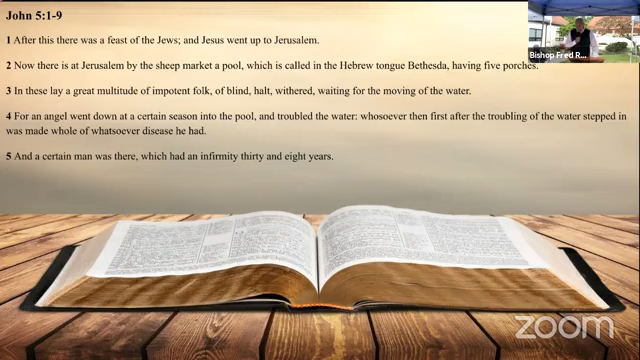 John 5:1-9
1 After this there was a feast of the Jews; and Jesus went up to Jerusalem.
2 Now there is at Jerusalem by the sheep market a pool, which is called in the Hebrew tongue Bethesda, having five porches.
3 In these lay a great multitude of impotent folk, of blind, halt, withered, waiting for the moving of the water.
4 For an angel went down at a certain season into the pool, and troubled the water: whosoever then first after the troubling of the water stepped in
was made whole of whatsoever disease he had.
5 And a certain man was there, which had an infirmity thirty and eight years.
Bishop Fred R...
zoom